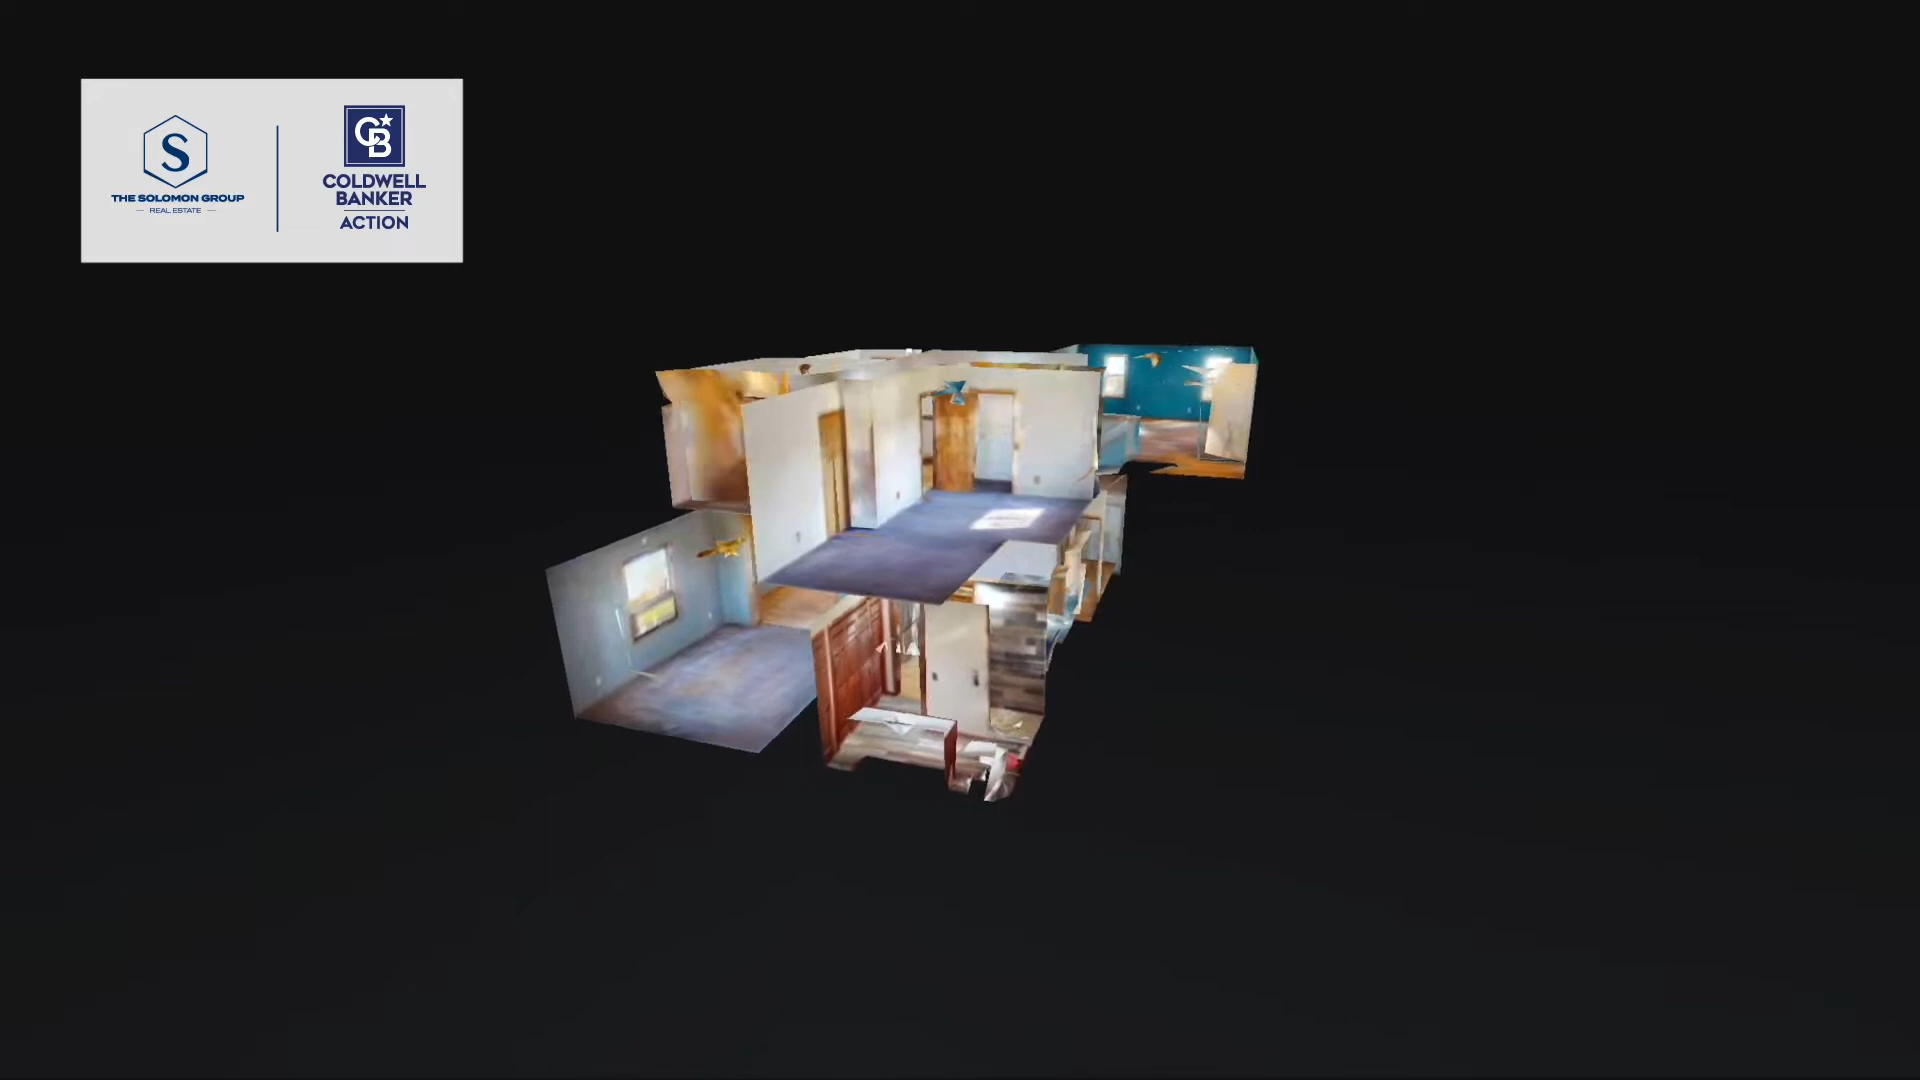 S
THE SOLOMON GROUP
REAL ESTATE
CB
COLDWELL
BANKER
ACTION